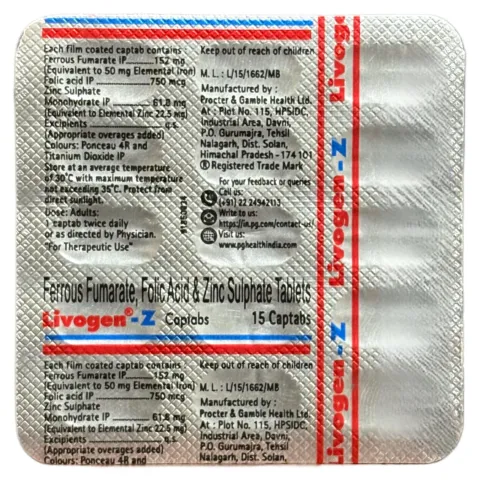 Each film coated captab contains :
Ferrous Fumarate IP..........152 mg
(Equivalent to 50 mg Elemental Iron)
Folic acid IP ..................750 mcg
Zinc Sulphate
Monohydrate IP............61.8 mg
(Equivalent to Elemental Zinc 22.5 mg)
Excipients ..........................q.s.
(Appropriate overages added)
Colours: Ponceau 4R and
Titanium Dioxide IP
Store at an average temperature
of 30°C with maximum temperature
not exceeding 35°C. Protect from
direct sunlight.
Dose: Adults:
1 captab twice daily
or as directed by Physician.
"For Therapeutic Use"
Keep out of reach of children
M. L. : L/15/1662/MB
Manufactured by :
Procter & Gamble Health Ltd.
At : Plot No. 115, HPSIDC,
Industrial Area, Davni,
P.O. Gurumajra, Tehsil
Nalagarh, Dist. Solan,
Himachal Pradesh - 174 101
® Registered Trade Mark
For your feedback or queries
Call us:
(+91) 22 24942113
Write to us:
https://in.pg.com/contact-us/
Visit us:
www.pghealthindia.com
Ferrous Fumarate, Folic Acid & Zinc Sulphate Tablets
Livogen®-Z Captabs 15 Captabs
Each film coated captab contains :
Ferrous Fumarate IP..........152 mg
(Equivalent to 50 mg Elemental Iron)
Folic acid IP ..................750 mcg
Zinc Sulphate
Monohydrate IP............61.8 mg
(Equivalent to Elemental Zinc 22.5 mg)
Excipients ..........................q.s.
(Appropriate overages added)
Colours: Ponceau 4R and
Keep out of reach of children
M. L. : L/15/1662/MB
Manufactured by :
Procter & Gamble Health Ltd.
At : Plot No. 115, HPSIDC,
Industrial Area, Davni,
P.O. Gurumajra, Tehsil
Nalagarh, Dist. Solan,
Livogen
Livogen-Z
Livogen-Z